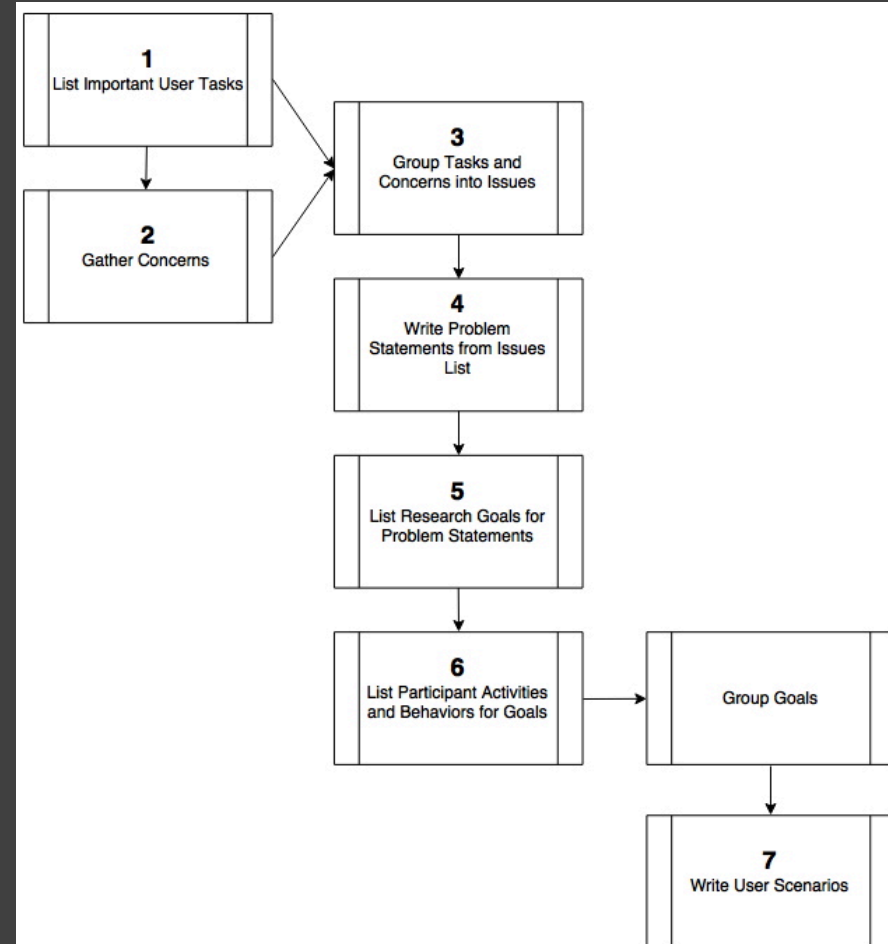 1
List Important User Tasks
2
Gather Concerns
3
Group Tasks and
Concerns into Issues
4
Write Problem
Statements from Issues
List
5
List Research Goals for
Problem Statements
6
List Participant Activities
and Behaviors for Goals
Group Goals
7
Write User Scenarios